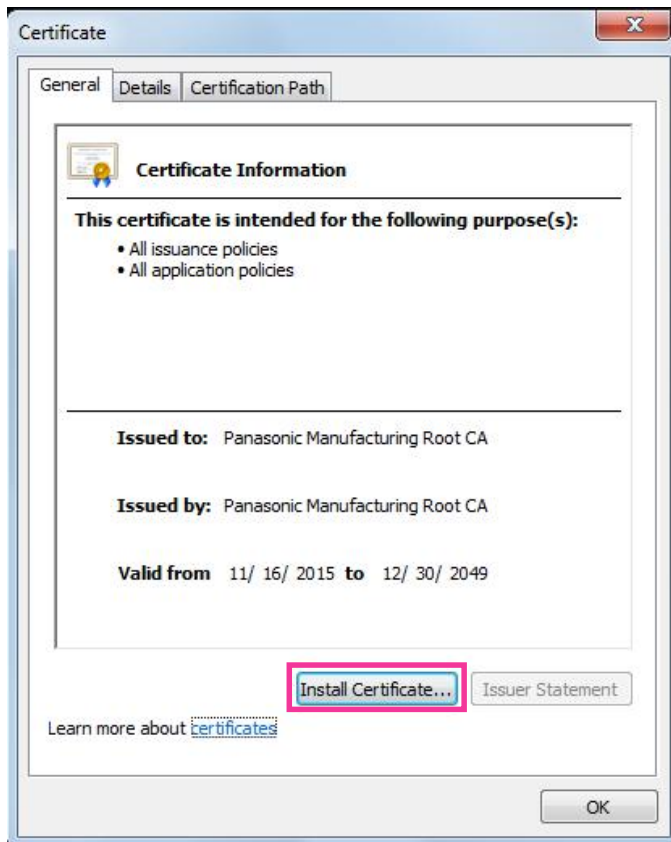 Certificate
General Details Certification Path
Certificate Information
This certificate is intended for the following purpose(s):
• All issuance policies
• All application policies
Issued to: Panasonic Manufacturing Root CA
Issued by: Panasonic Manufacturing Root CA
Valid from 11/ 16/ 2015 to 12/ 30/ 2049
Install Certificate... Issuer Statement
Learn more about certificates
OK